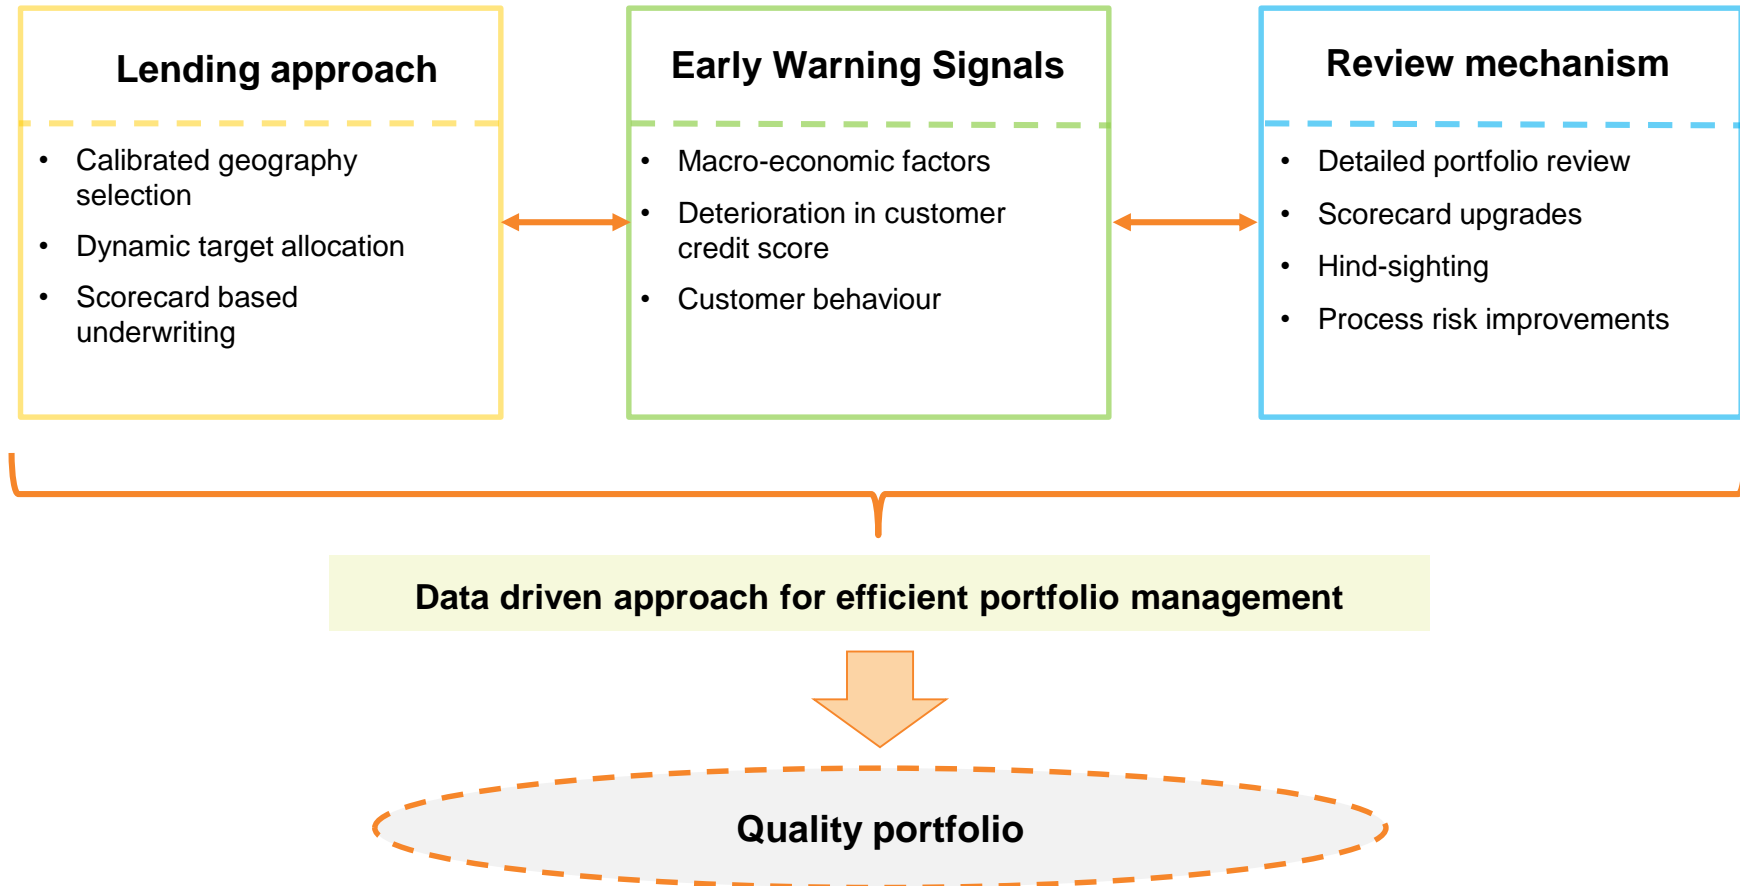 Lending approach
• Calibrated geography
selection
• Dynamic target allocation
• Scorecard based
underwriting
Early Warning Signals
• Macro-economic factors
• Deterioration in customer
credit score
• Customer behaviour
Review mechanism
• Detailed portfolio review
• Scorecard upgrades
• Hind-sighting
• Process risk improvements
Data driven approach for efficient portfolio management
Quality portfolio